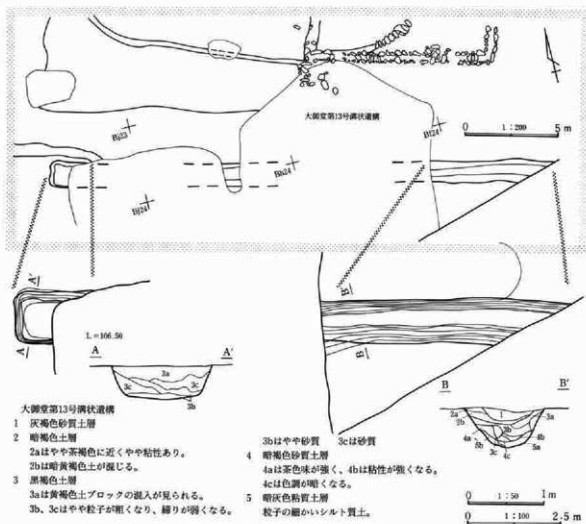 大御堂第13号溝状遺構
Bj23
Bi24
0 1:200 5m
Bh24
Bj24
A'
A
B'
B
L=106.50
A A'
3a
3c
3c
3b
B B'
1
2a
2b
3a
3b
4a
4b
5b
3c
4c
5a
0 1:50 1m
0 1:100 2.5m
大御堂第13号溝状遺構
1 灰褐色砂質土層
2 暗褐色土層
2aはやや茶褐色に近くやや粘性あり。
2bは暗黄褐色土が混じる。
3 黒褐色土層
3aは黄褐色土ブロックの混入が見られる。
3b、3cはやや粒子が粗くなり、締りが弱くなる。
3bはやや砂質 3cは砂質
4 暗褐色砂質土層
4aは茶色味が強く、4bは粘性が強くなる。
4cは色調が暗くなる。
5 暗灰色粘質土層
粒子の細かいシルト質土。